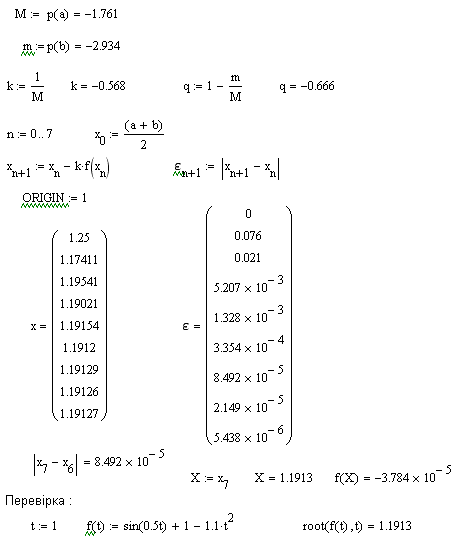 M := p(a) = −1.761
m := p(b) = −2.934
k := 1/M k = −0.568 q := 1 − m/M q = −0.666
n := 0.. 7 x₀ := (a + b)/2
xₙ₊₁ := xₙ − k·f(xₙ) εₙ₊₁ := |xₙ₊₁ − xₙ|
ORIGIN := 1
x =
1.25
1.17411
1.19541
1.19021
1.19154
1.1912
1.19129
1.19126
1.19127
ε =
0
0.076
0.021
5.207 × 10⁻³
1.328 × 10⁻³
3.354 × 10⁻⁴
8.492 × 10⁻⁵
2.149 × 10⁻⁵
5.438 × 10⁻⁶
|x₇ − x₆| = 8.492 × 10⁻⁵
X := x₇ X = 1.1913 f(X) = −3.784 × 10⁻⁵
Перевірка :
t := 1 f(t) := sin(0.5t) + 1 − 1.1·t² root(f(t), t) = 1.1913